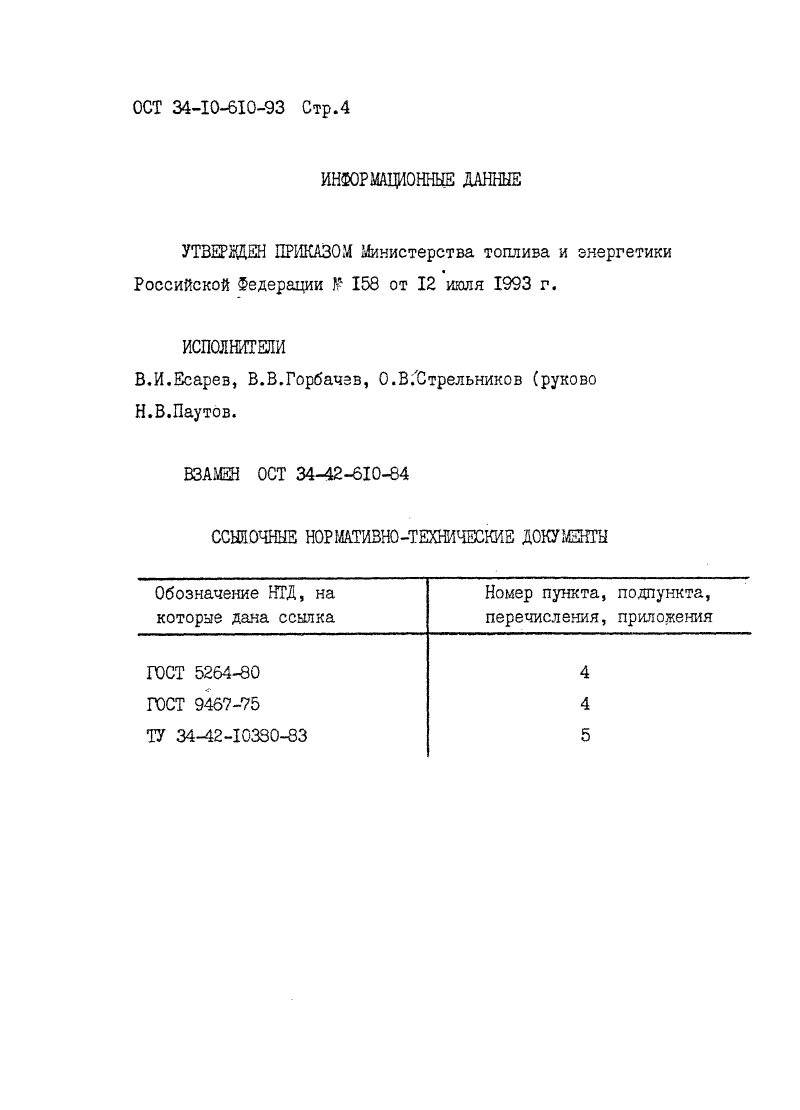 ОСТ 34-10-610-93 Стр.4
ИНФОРМАЦИОННЫЕ ДАННЫЕ
УТВЕРЖДЕН ПРИКАЗОМ Министерства топлива и энергетики
Российской Федерации № 158 от 12 июля 1993 г.
ИСПОЛНИТЕЛИ
В.И.Есарев, В.В.Горбачев, О.В.Стрельников (руково
Н.В.Паутов.
ВЗАМЕН ОСТ 34-42-610-84
ССЫЛОЧНЫЕ НОРМАТИВНО-ТЕХНИЧЕСКИЕ ДОКУМЕНТЫ
Обозначение НТД, на которые дана ссылка
Номер пункта, подпункта, перечисления, приложения
ГОСТ 5264-80 4
ГОСТ 9467-75 4
ТУ 34-42-10380-83 5